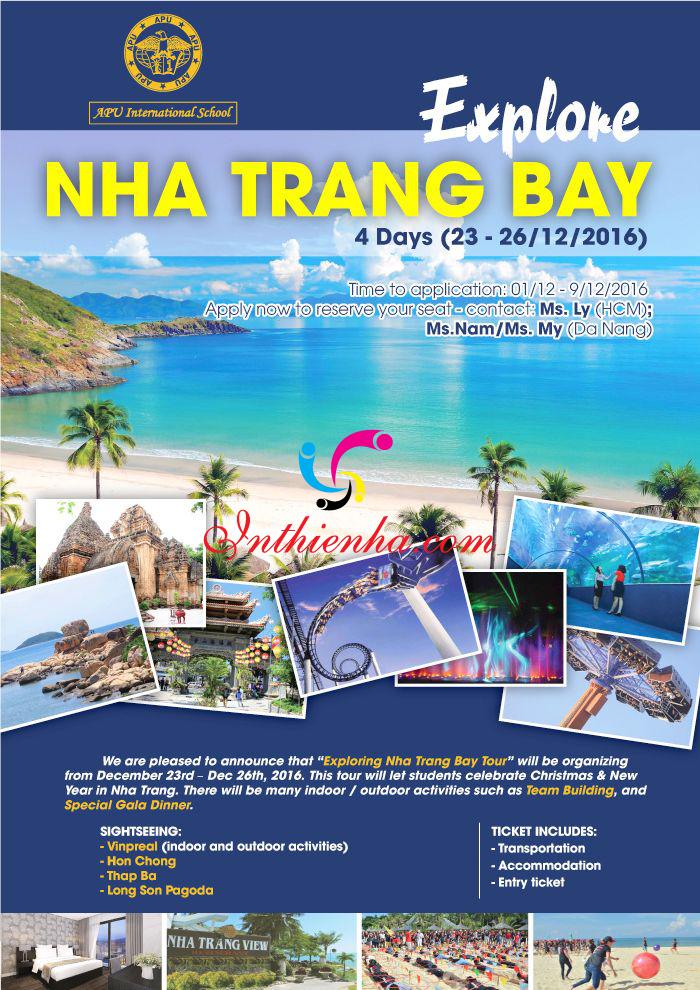 APU
APU
APU
APU
APU
APU
APU International School
Explore
NHA TRANG BAY
4 Days (23 - 26/12/2016)
Time to application: 01/12 - 9/12/2016
Apply now to reserve your seat - contact: Ms. Ly (HCM);
Ms.Nam/Ms. My (Da Nang)
Inthienha.com
We are pleased to announce that “Exploring Nha Trang Bay Tour” will be organizing
from December 23rd – Dec 26th, 2016. This tour will let students celebrate Christmas & New
Year in Nha Trang. There will be many indoor / outdoor activities such as Team Building, and
Special Gala Dinner.
SIGHTSEEING:
- Vinpreal (indoor and outdoor activities)
- Hon Chong
- Thap Ba
- Long Son Pagoda
TICKET INCLUDES:
- Transportation
- Accommodation
- Entry ticket
NHA TRANG VIEW